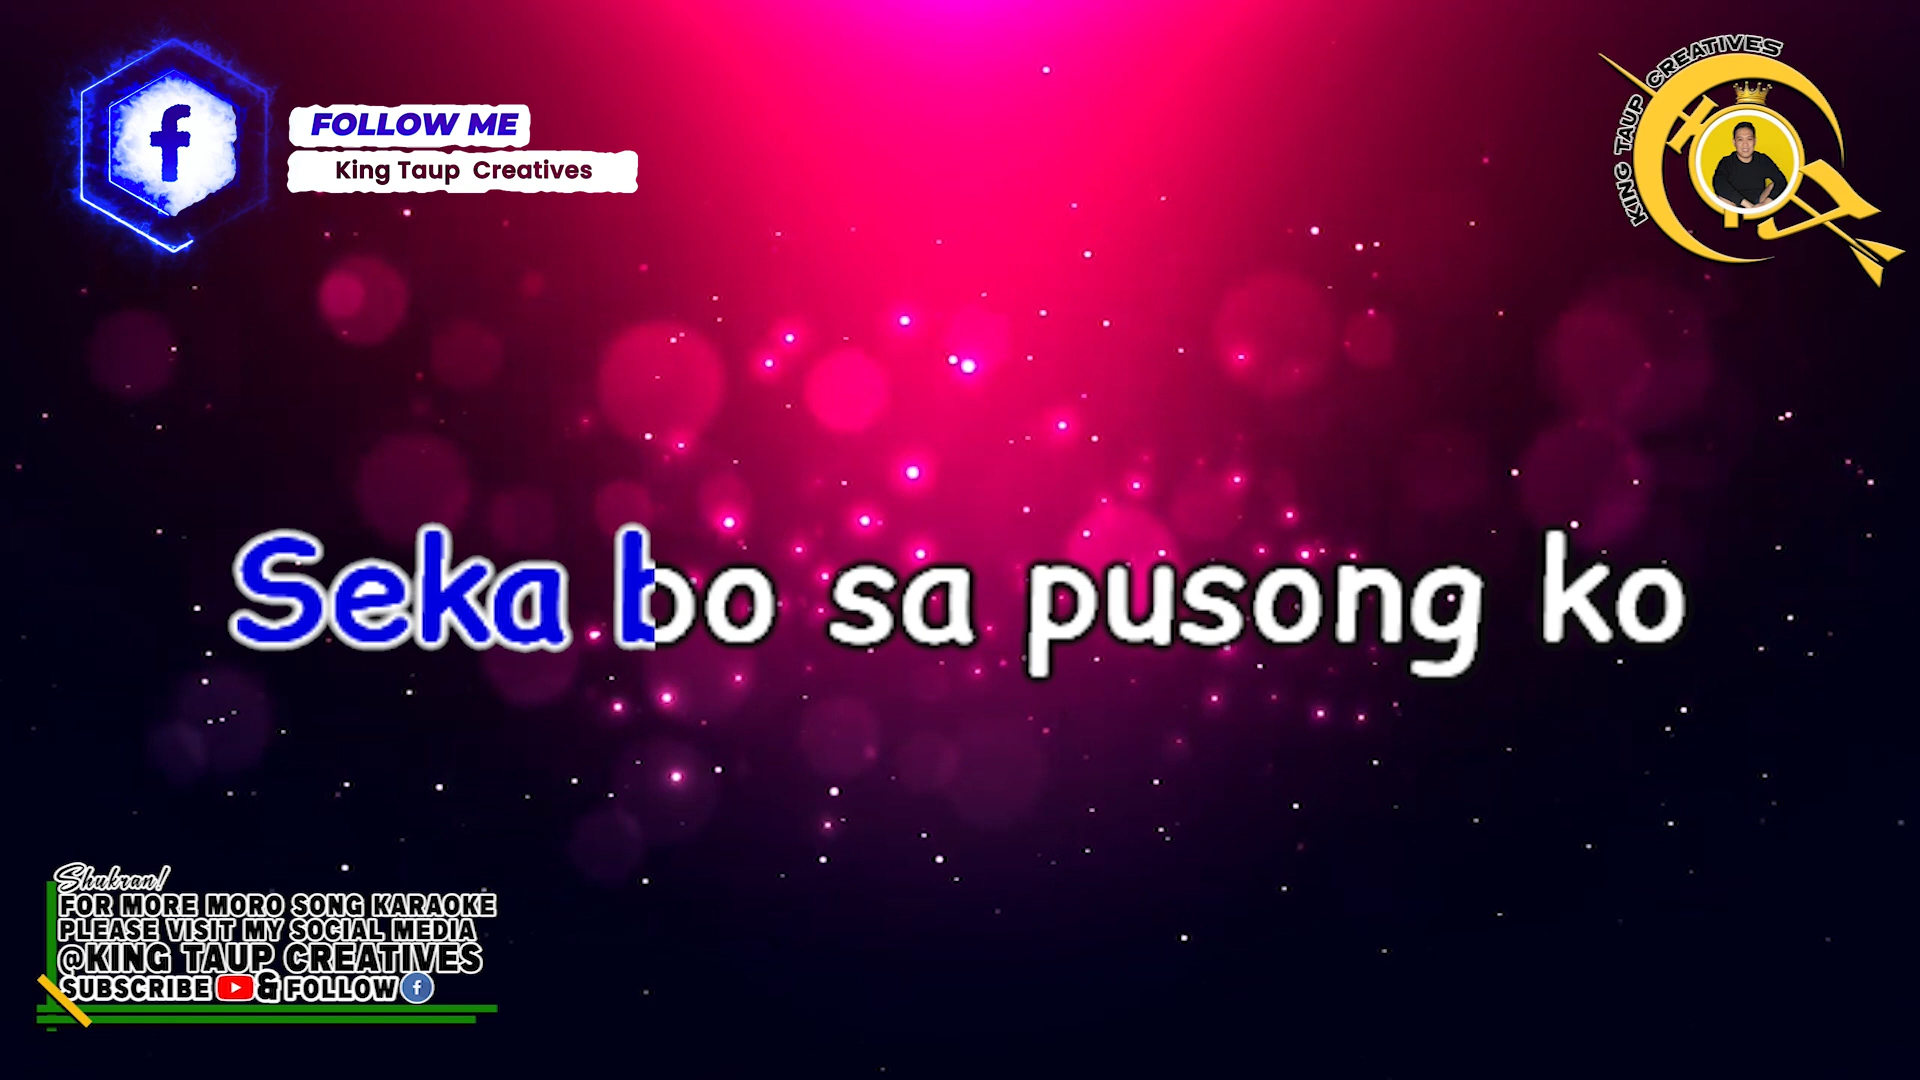 FOLLOW ME
King Taup Creatives
KING TAUP CREATIVES
Seka bo sa pusong ko
Shukran!
FOR MORE MORO SONG KARAOKE
PLEASE VISIT MY SOCIAL MEDIA
@KING TAUP CREATIVES
SUBSCRIBE & FOLLOW